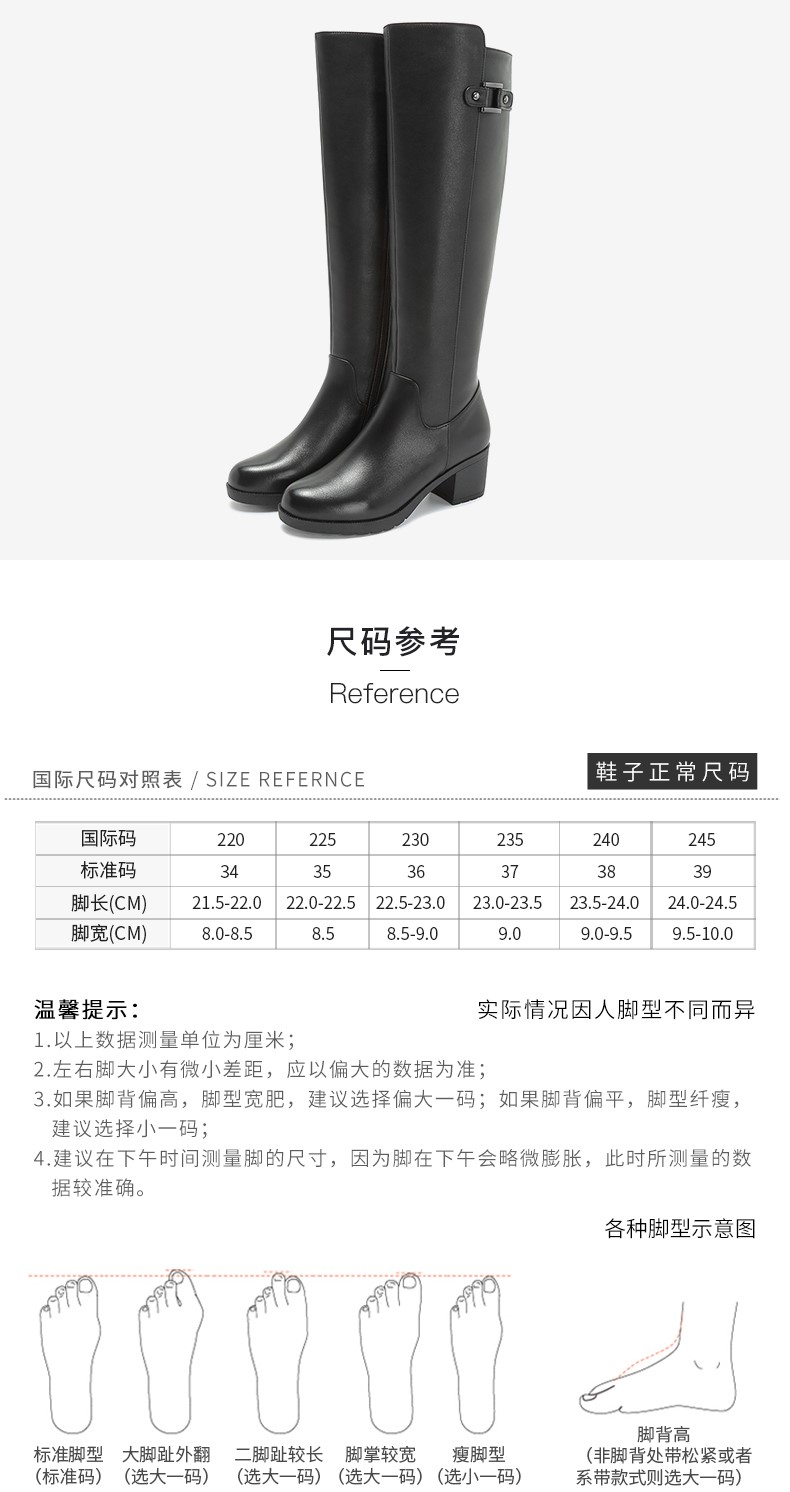 尺码参考
Reference
国际尺码对照表 / SIZE REFERNCE
鞋子正常尺码
国际码 220 225 230 235 240 245
标准码 34 35 36 37 38 39
脚长(CM) 21.5-22.0 22.0-22.5 22.5-23.0 23.0-23.5 23.5-24.0 24.0-24.5
脚宽(CM) 8.0-8.5 8.5 8.5-9.0 9.0 9.0-9.5 9.5-10.0
温馨提示： 实际情况因人脚型不同而异
1.以上数据测量单位为厘米；
2.左右脚大小有微小差距，应以偏大的数据为准；
3.如果脚背偏高，脚型宽肥，建议选择偏大一码；如果脚背偏平，脚型纤瘦，
建议选择小一码；
4.建议在下午时间测量脚的尺寸，因为脚在下午会略微膨胀，此时所测量的数
据较准确。
各种脚型示意图
标准脚型 大脚趾外翻 二脚趾较长 脚掌较宽 瘦脚型
（标准码） （选大一码） （选大一码） （选大一码） （选小一码）
脚背高
（非脚背处带松紧或者
系带款式则选大一码）